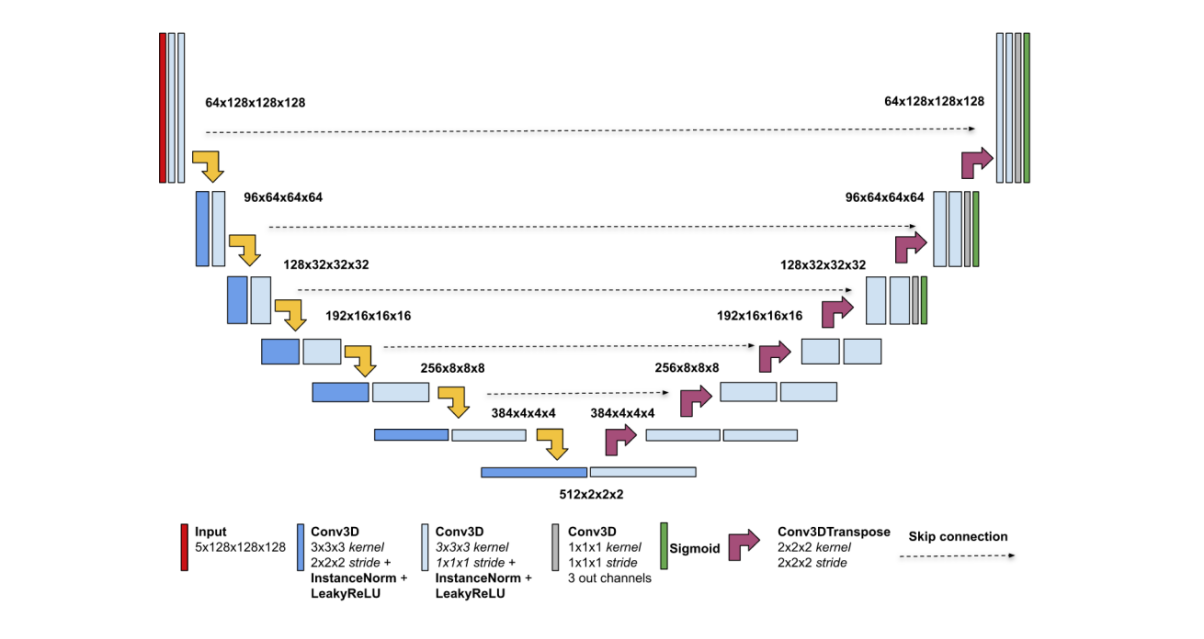 64x128x128x128
64x128x128x128
96x64x64x64
96x64x64x64
128x32x32x32
128x32x32x32
192x16x16x16
192x16x16x16
256x8x8x8
256x8x8x8
384x4x4x4
384x4x4x4
512x2x2x2
Input
5x128x128x128
Conv3D
3x3x3 kernel
2x2x2 stride +
InstanceNorm +
LeakyReLU
Conv3D
3x3x3 kernel
1x1x1 stride +
InstanceNorm +
LeakyReLU
Conv3D
1x1x1 kernel
1x1x1 stride
3 out channels
Sigmoid
Conv3DTranspose
2x2x2 kernel
2x2x2 stride
Skip connection